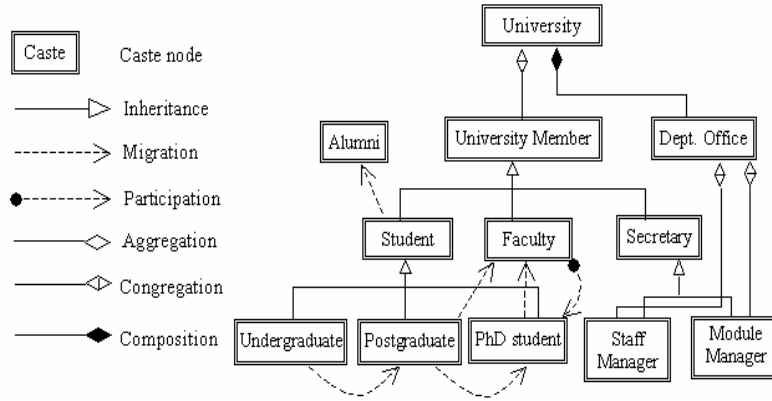 Caste
Caste node
Inheritance
Migration
Participation
Aggregation
Congregation
Composition
University
University Member
Dept. Office
Alumni
Student
Faculty
Secretary
Undergraduate
Postgraduate
PhD student
Staff
Manager
Module
Manager